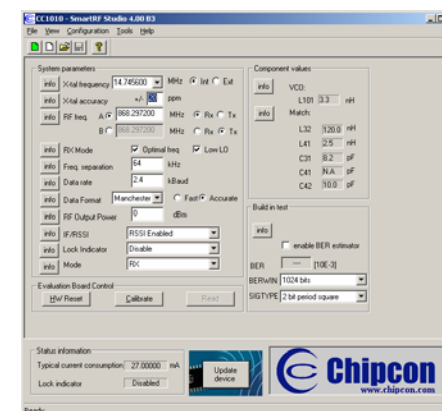 CC1010 - SmartRF Studio 4.00 B3
File View Configuration Tools Help
System parameters
info X-tal frequency 14.745600 MHz Int Ext
info X-tal accuracy +/- ppm
info RF freq. A 868.297200 MHz Rx Tx
B 868.297200 MHz Rx Tx
info RX Mode Optimal freq Low LO
info Freq. separation 64 kHz
info Data rate 2.4 kBaud
info Data Format Manchester Fast Accurate
info RF Output Power 0 dBm
info IF/RSSI RSSI Enabled
info Lock Indicator Disable
info Mode RX
Evaluation Board Control
HW Reset Calibrate Read
Component values
info VCO:
L101 3.3 nH
info Match:
L32 120.0 nH
L41 2.5 nH
C31 8.2 pF
C41 N.A. pF
C42 10.0 pF
Build in test
info
enable BER estimator
BER --- [10E-3]
BERWIN 1024 bits
SIGTYPE 2 bit period square
Status information
Typical current consumption 27.00000 mA
Lock indicator Disabled
Update
device
Chipcon
www.chipcon.com
Ready